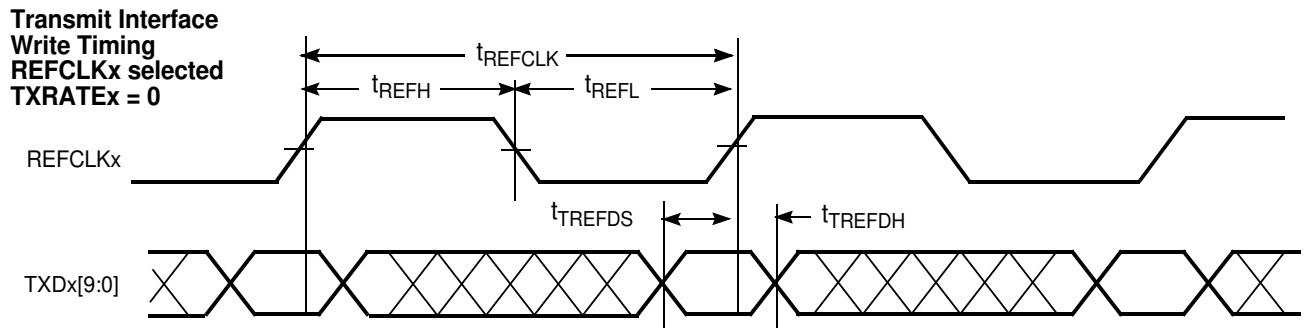 Transmit Interface
Write Timing
REFCLKx selected
TXRATEx = 0
tREFCLK
tREFH
tREFL
REFCLKx
tTREFDS
tTREFDH
TXDx[9:0]